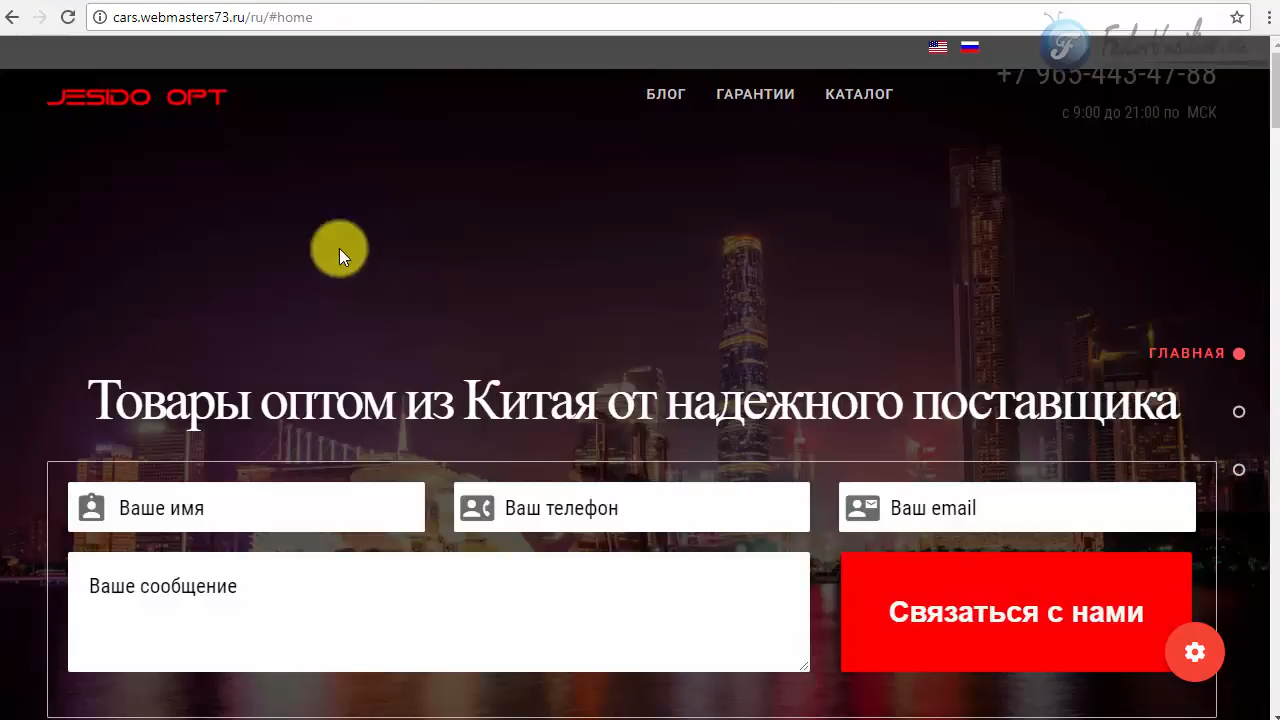 cars.webmasters73.ru/ru/#home
+7 965-443-47-88
JESIDO OPT
БЛОГ ГАРАНТИИ КАТАЛОГ
с 9:00 до 21:00 по МСК
ГЛАВНАЯ
Товары оптом из Китая от надежного поставщика
Ваше имя
Ваш телефон
Ваш email
Ваше сообщение
Связаться с нами